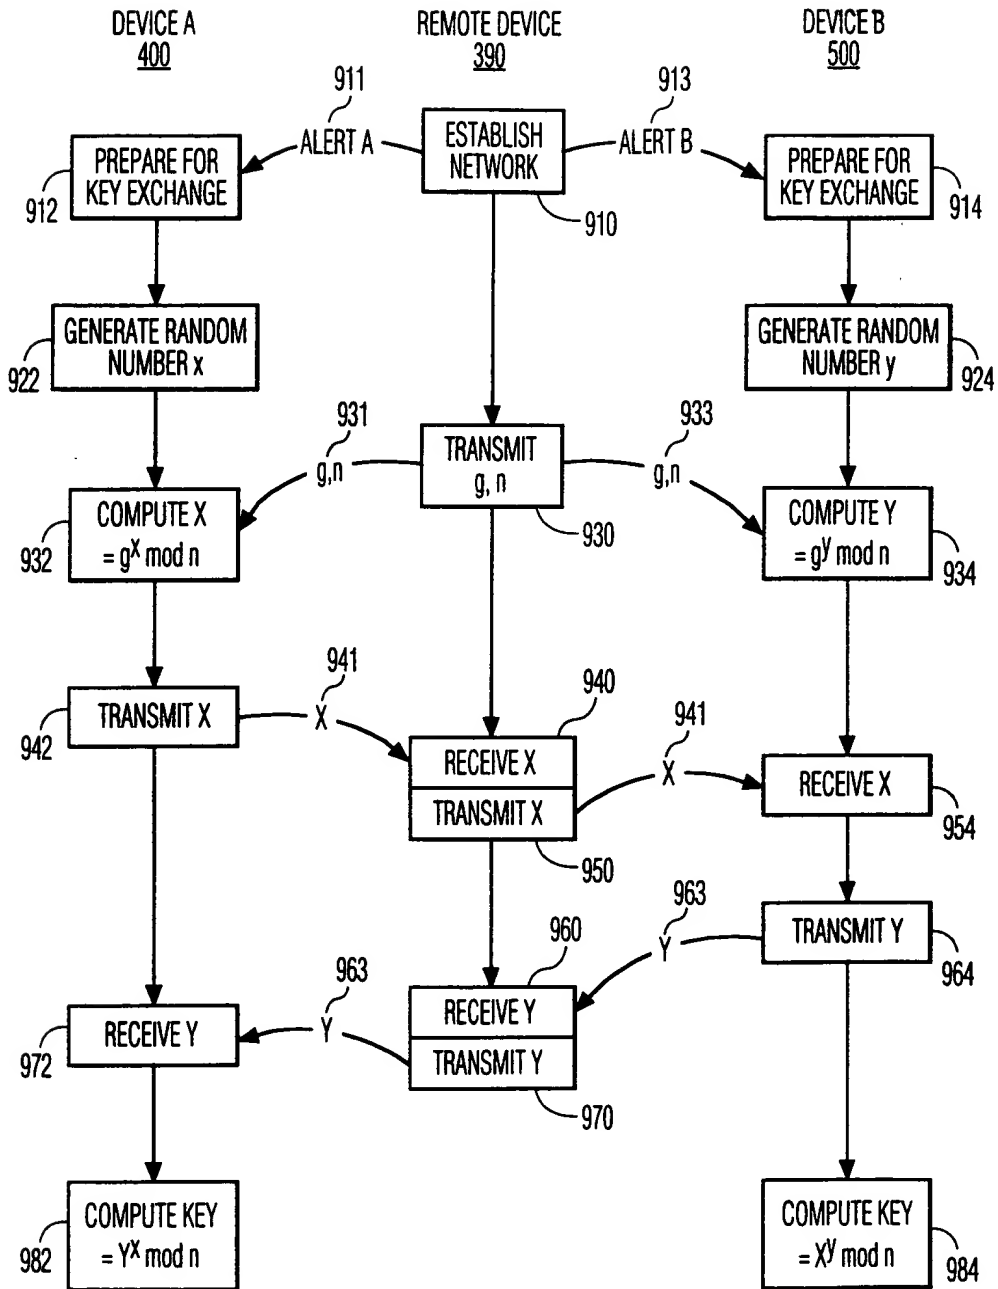 DEVICE A
400
REMOTE DEVICE
390
DEVICE B
500
911
913
ALERT A
ESTABLISH
NETWORK
ALERT B
910
PREPARE FOR
KEY EXCHANGE
912
PREPARE FOR
KEY EXCHANGE
914
GENERATE RANDOM
NUMBER x
922
GENERATE RANDOM
NUMBER y
924
931
933
g,n
TRANSMIT
g, n
g,n
930
COMPUTE X
= g^x mod n
932
COMPUTE Y
= g^y mod n
934
941
940
941
TRANSMIT X
942
X
RECEIVE X
TRANSMIT X
950
X
RECEIVE X
954
963
960
Y
TRANSMIT Y
964
963
RECEIVE Y
972
Y
RECEIVE Y
TRANSMIT Y
970
COMPUTE KEY
= Y^x mod n
982
COMPUTE KEY
= X^y mod n
984